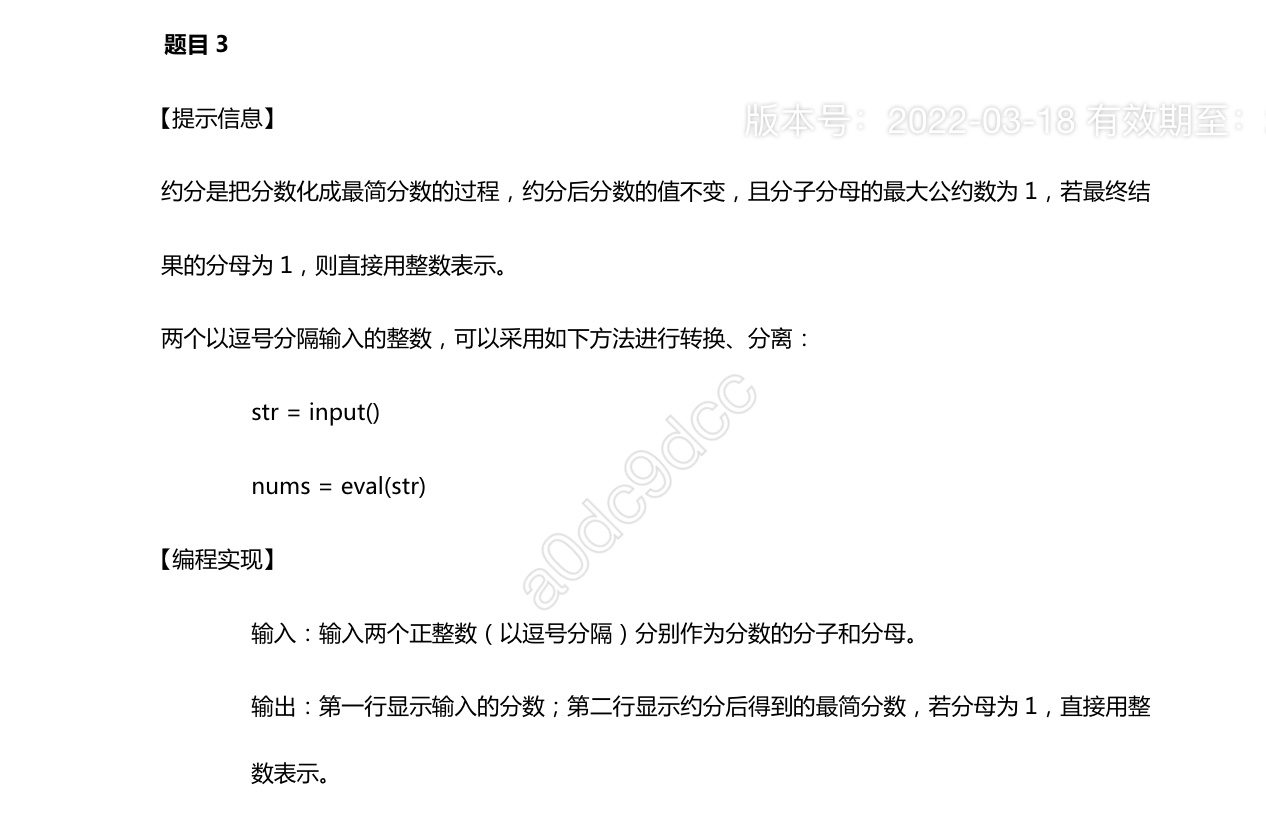 题目 3
【提示信息】
版本号：2022-03-18 有效期至：
约分是把分数化成最简分数的过程，约分后分数的值不变，且分子分母的最大公约数为 1，若最终结
果的分母为 1，则直接用整数表示。
两个以逗号分隔输入的整数，可以采用如下方法进行转换、分离：
str = input()
a0dc9dcc
nums = eval(str)
【编程实现】
输入：输入两个正整数（以逗号分隔）分别作为分数的分子和分母。
输出：第一行显示输入的分数；第二行显示约分后得到的最简分数，若分母为 1，直接用整
数表示。